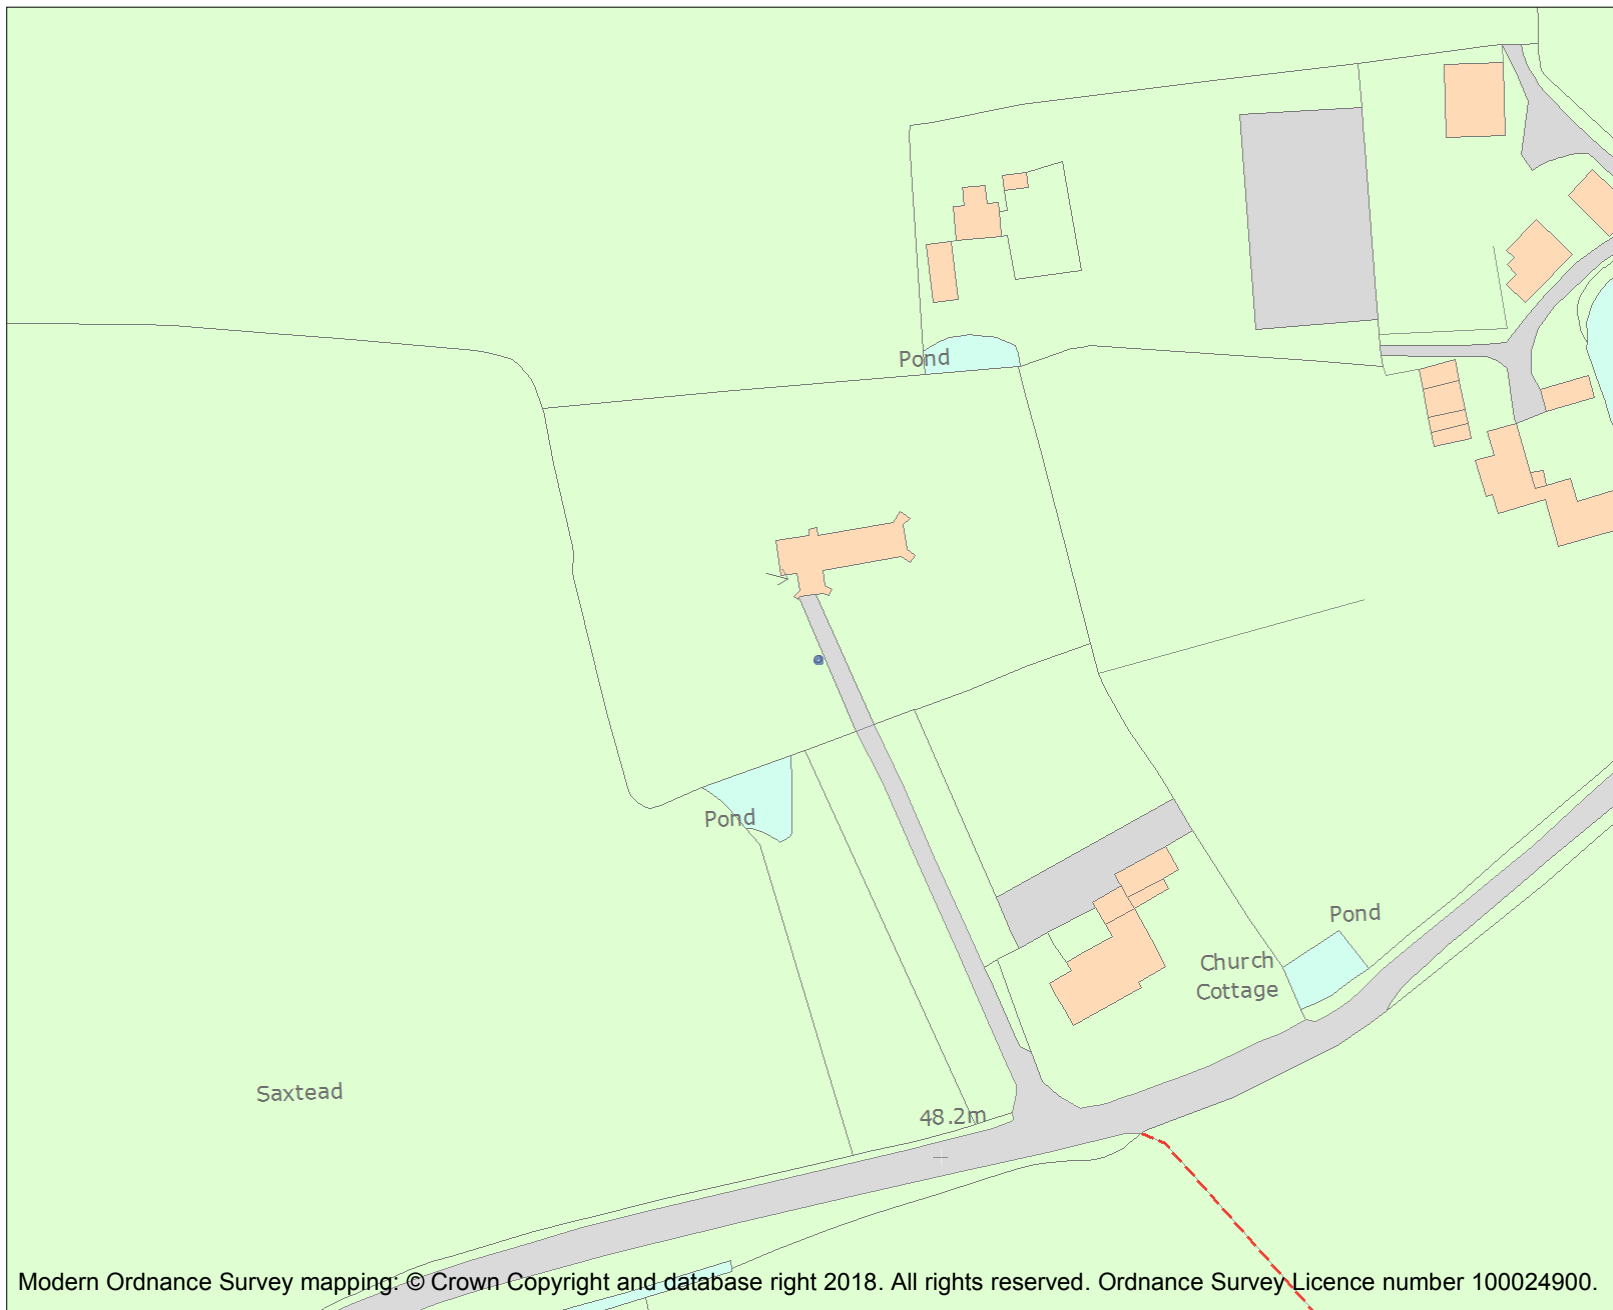 Pond
Pond
Pond
Church
Cottage
Saxtead
48.2m
Modern Ordnance Survey mapping: © Crown Copyright and database right 2018. All rights reserved. Ordnance Survey Licence number 100024900.